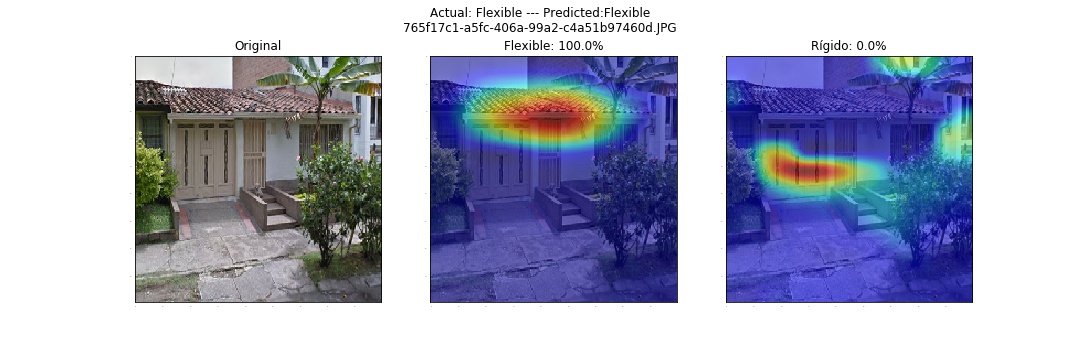 Actual: Flexible --- Predicted:Flexible
765f17c1-a5fc-406a-99a2-c4a51b97460d.JPG
Original
Flexible: 100.0%
Rígido: 0.0%